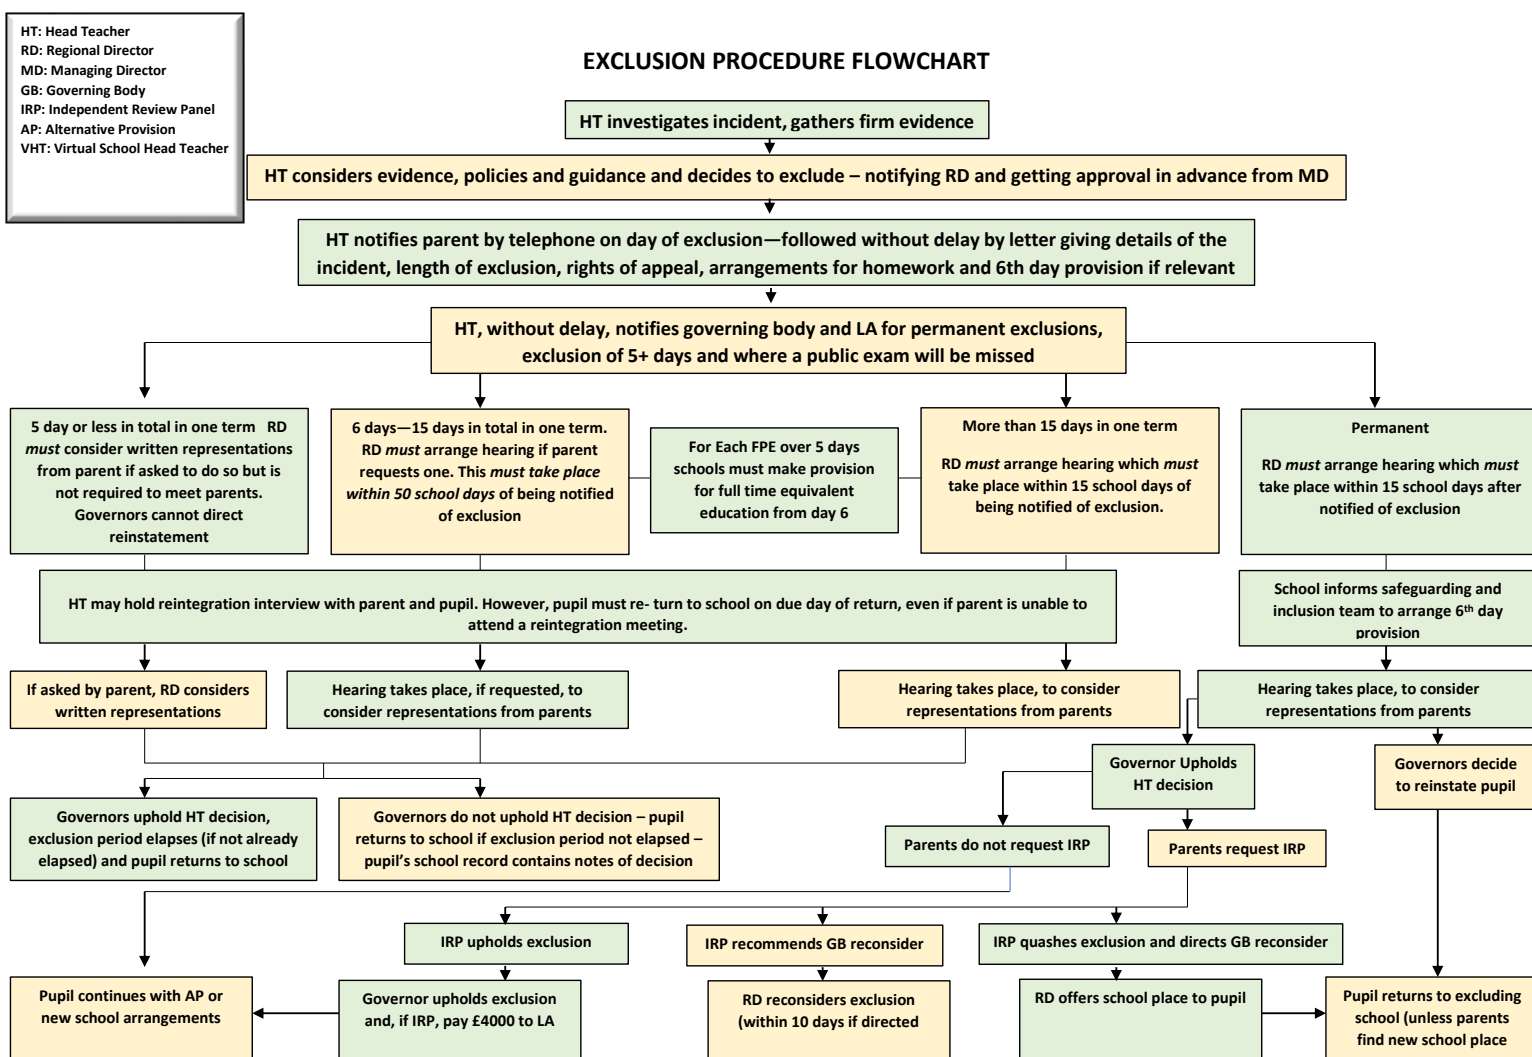 HT: Head Teacher
RD: Regional Director
MD: Managing Director
GB: Governing Body
IRP: Independent Review Panel
AP: Alternative Provision
VHT: Virtual School Head Teacher
EXCLUSION PROCEDURE FLOWCHART
HT investigates incident, gathers firm evidence
HT considers evidence, policies and guidance and decides to exclude – notifying RD and getting approval in advance from MD
HT notifies parent by telephone on day of exclusion—followed without delay by letter giving details of the
incident, length of exclusion, rights of appeal, arrangements for homework and 6th day provision if relevant
HT, without delay, notifies governing body and LA for permanent exclusions,
exclusion of 5+ days and where a public exam will be missed
5 day or less in total in one term RD
must consider written representations
from parent if asked to do so but is
not required to meet parents.
Governors cannot direct
reinstatement
6 days—15 days in total in one term.
RD must arrange hearing if parent
requests one. This must take place
within 50 school days of being notified
of exclusion
For Each FPE over 5 days
schools must make provision
for full time equivalent
education from day 6
More than 15 days in one term
RD must arrange hearing which must
take place within 15 school days of
being notified of exclusion.
Permanent
RD must arrange hearing which must
take place within 15 school days after
notified of exclusion
HT may hold reintegration interview with parent and pupil. However, pupil must re- turn to school on due day of return, even if parent is unable to
attend a reintegration meeting.
School informs safeguarding and
inclusion team to arrange 6th day
provision
If asked by parent, RD considers
written representations
Hearing takes place, if requested, to
consider representations from parents
Hearing takes place, to consider
representations from parents
Hearing takes place, to consider
representations from parents
Governor Upholds
HT decision
Governors decide
to reinstate pupil
Governors uphold HT decision,
exclusion period elapses (if not already
elapsed) and pupil returns to school
Governors do not uphold HT decision – pupil
returns to school if exclusion period not elapsed –
pupil's school record contains notes of decision
Parents do not request IRP
Parents request IRP
IRP upholds exclusion
IRP recommends GB reconsider
IRP quashes exclusion and directs GB reconsider
Pupil continues with AP or
new school arrangements
Governor upholds exclusion
and, if IRP, pay £4000 to LA
RD reconsiders exclusion
(within 10 days if directed
RD offers school place to pupil
Pupil returns to excluding
school (unless parents
find new school place